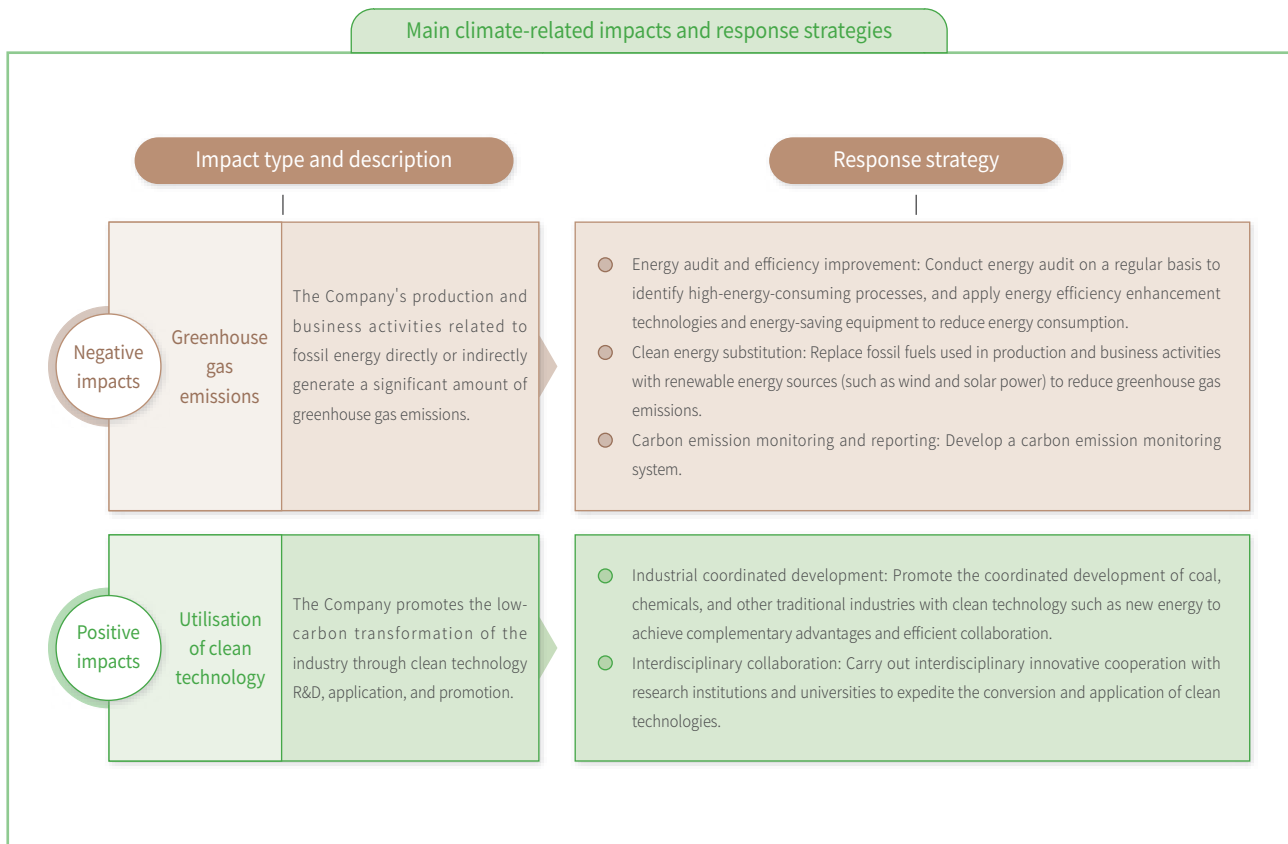 Main climate-related impacts and response strategies
Impact type and description
Response strategy
Negative
impacts
Greenhouse
gas
emissions
The Company's production and
business activities related to
fossil energy directly or indirectly
generate a significant amount of
greenhouse gas emissions.
Energy audit and efficiency improvement: Conduct energy audit on a regular basis to
identify high-energy-consuming processes, and apply energy efficiency enhancement
technologies and energy-saving equipment to reduce energy consumption.
Clean energy substitution: Replace fossil fuels used in production and business activities
with renewable energy sources (such as wind and solar power) to reduce greenhouse gas
emissions.
Carbon emission monitoring and reporting: Develop a carbon emission monitoring
system.
Positive
impacts
Utilisation
of clean
technology
The Company promotes the low-
carbon transformation of the
industry through clean technology
R&D, application, and promotion.
Industrial coordinated development: Promote the coordinated development of coal,
chemicals, and other traditional industries with clean technology such as new energy to
achieve complementary advantages and efficient collaboration.
Interdisciplinary collaboration: Carry out interdisciplinary innovative cooperation with
research institutions and universities to expedite the conversion and application of clean
technologies.